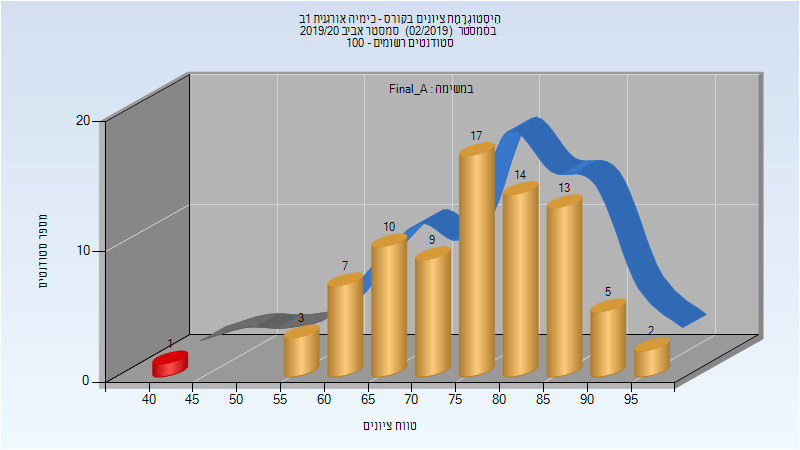 היסטוגרמת ציונים בקורס - כימיה אורגנית 1ב
בסמסטר (02/2019) סמסטר אביב 2019/20
סטודנטים רשומים - 100
במשימה : Final_A
מספר סטודנטים
20
10
0
1
3
7
10
9
17
14
13
5
2
40 45 50 55 60 65 70 75 80 85 90 95
טווח ציונים